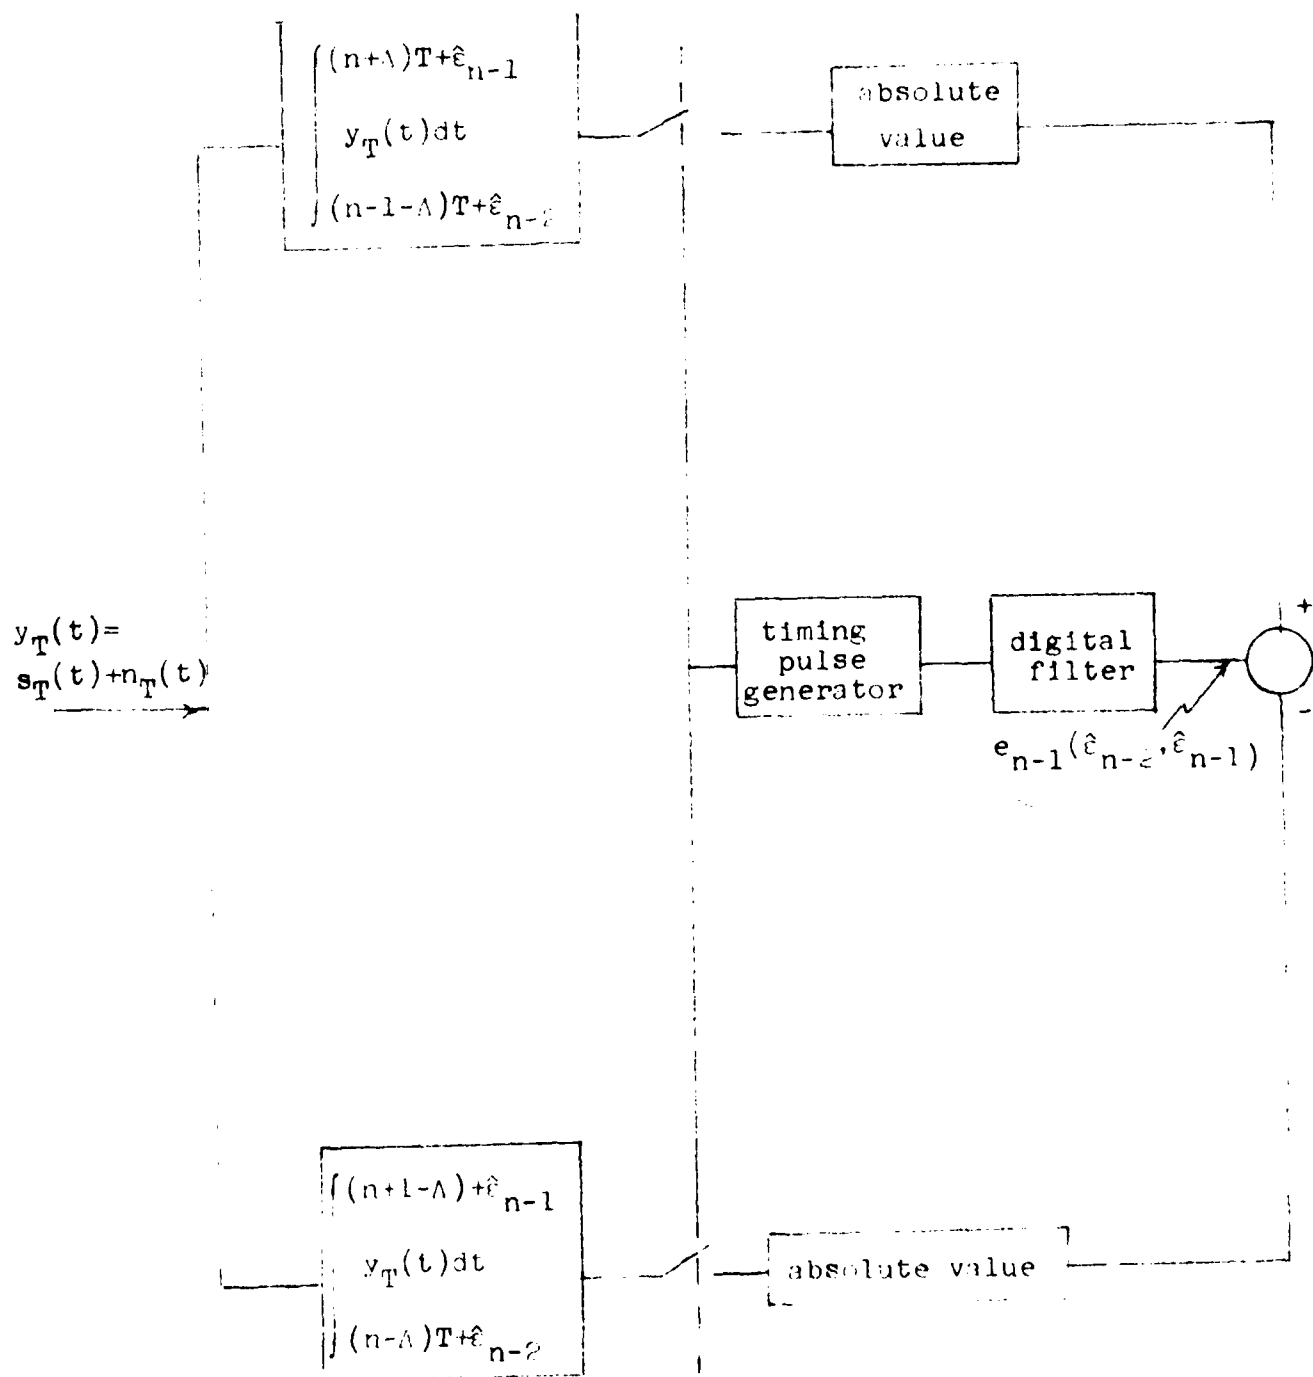 ∫(n+Λ)T+ε̂n-1
yT(t)dt
∫(n-1-Λ)T+ε̂n-2
absolute
value
yT(t)=
sT(t)+nT(t)
timing
pulse
generator
digital
filter
+
-
en-1(ε̂n-2,ε̂n-1)
∫(n+1-Λ)+ε̂n-1
yT(t)dt
∫(n-Λ)T+ε̂n-2
absolute value